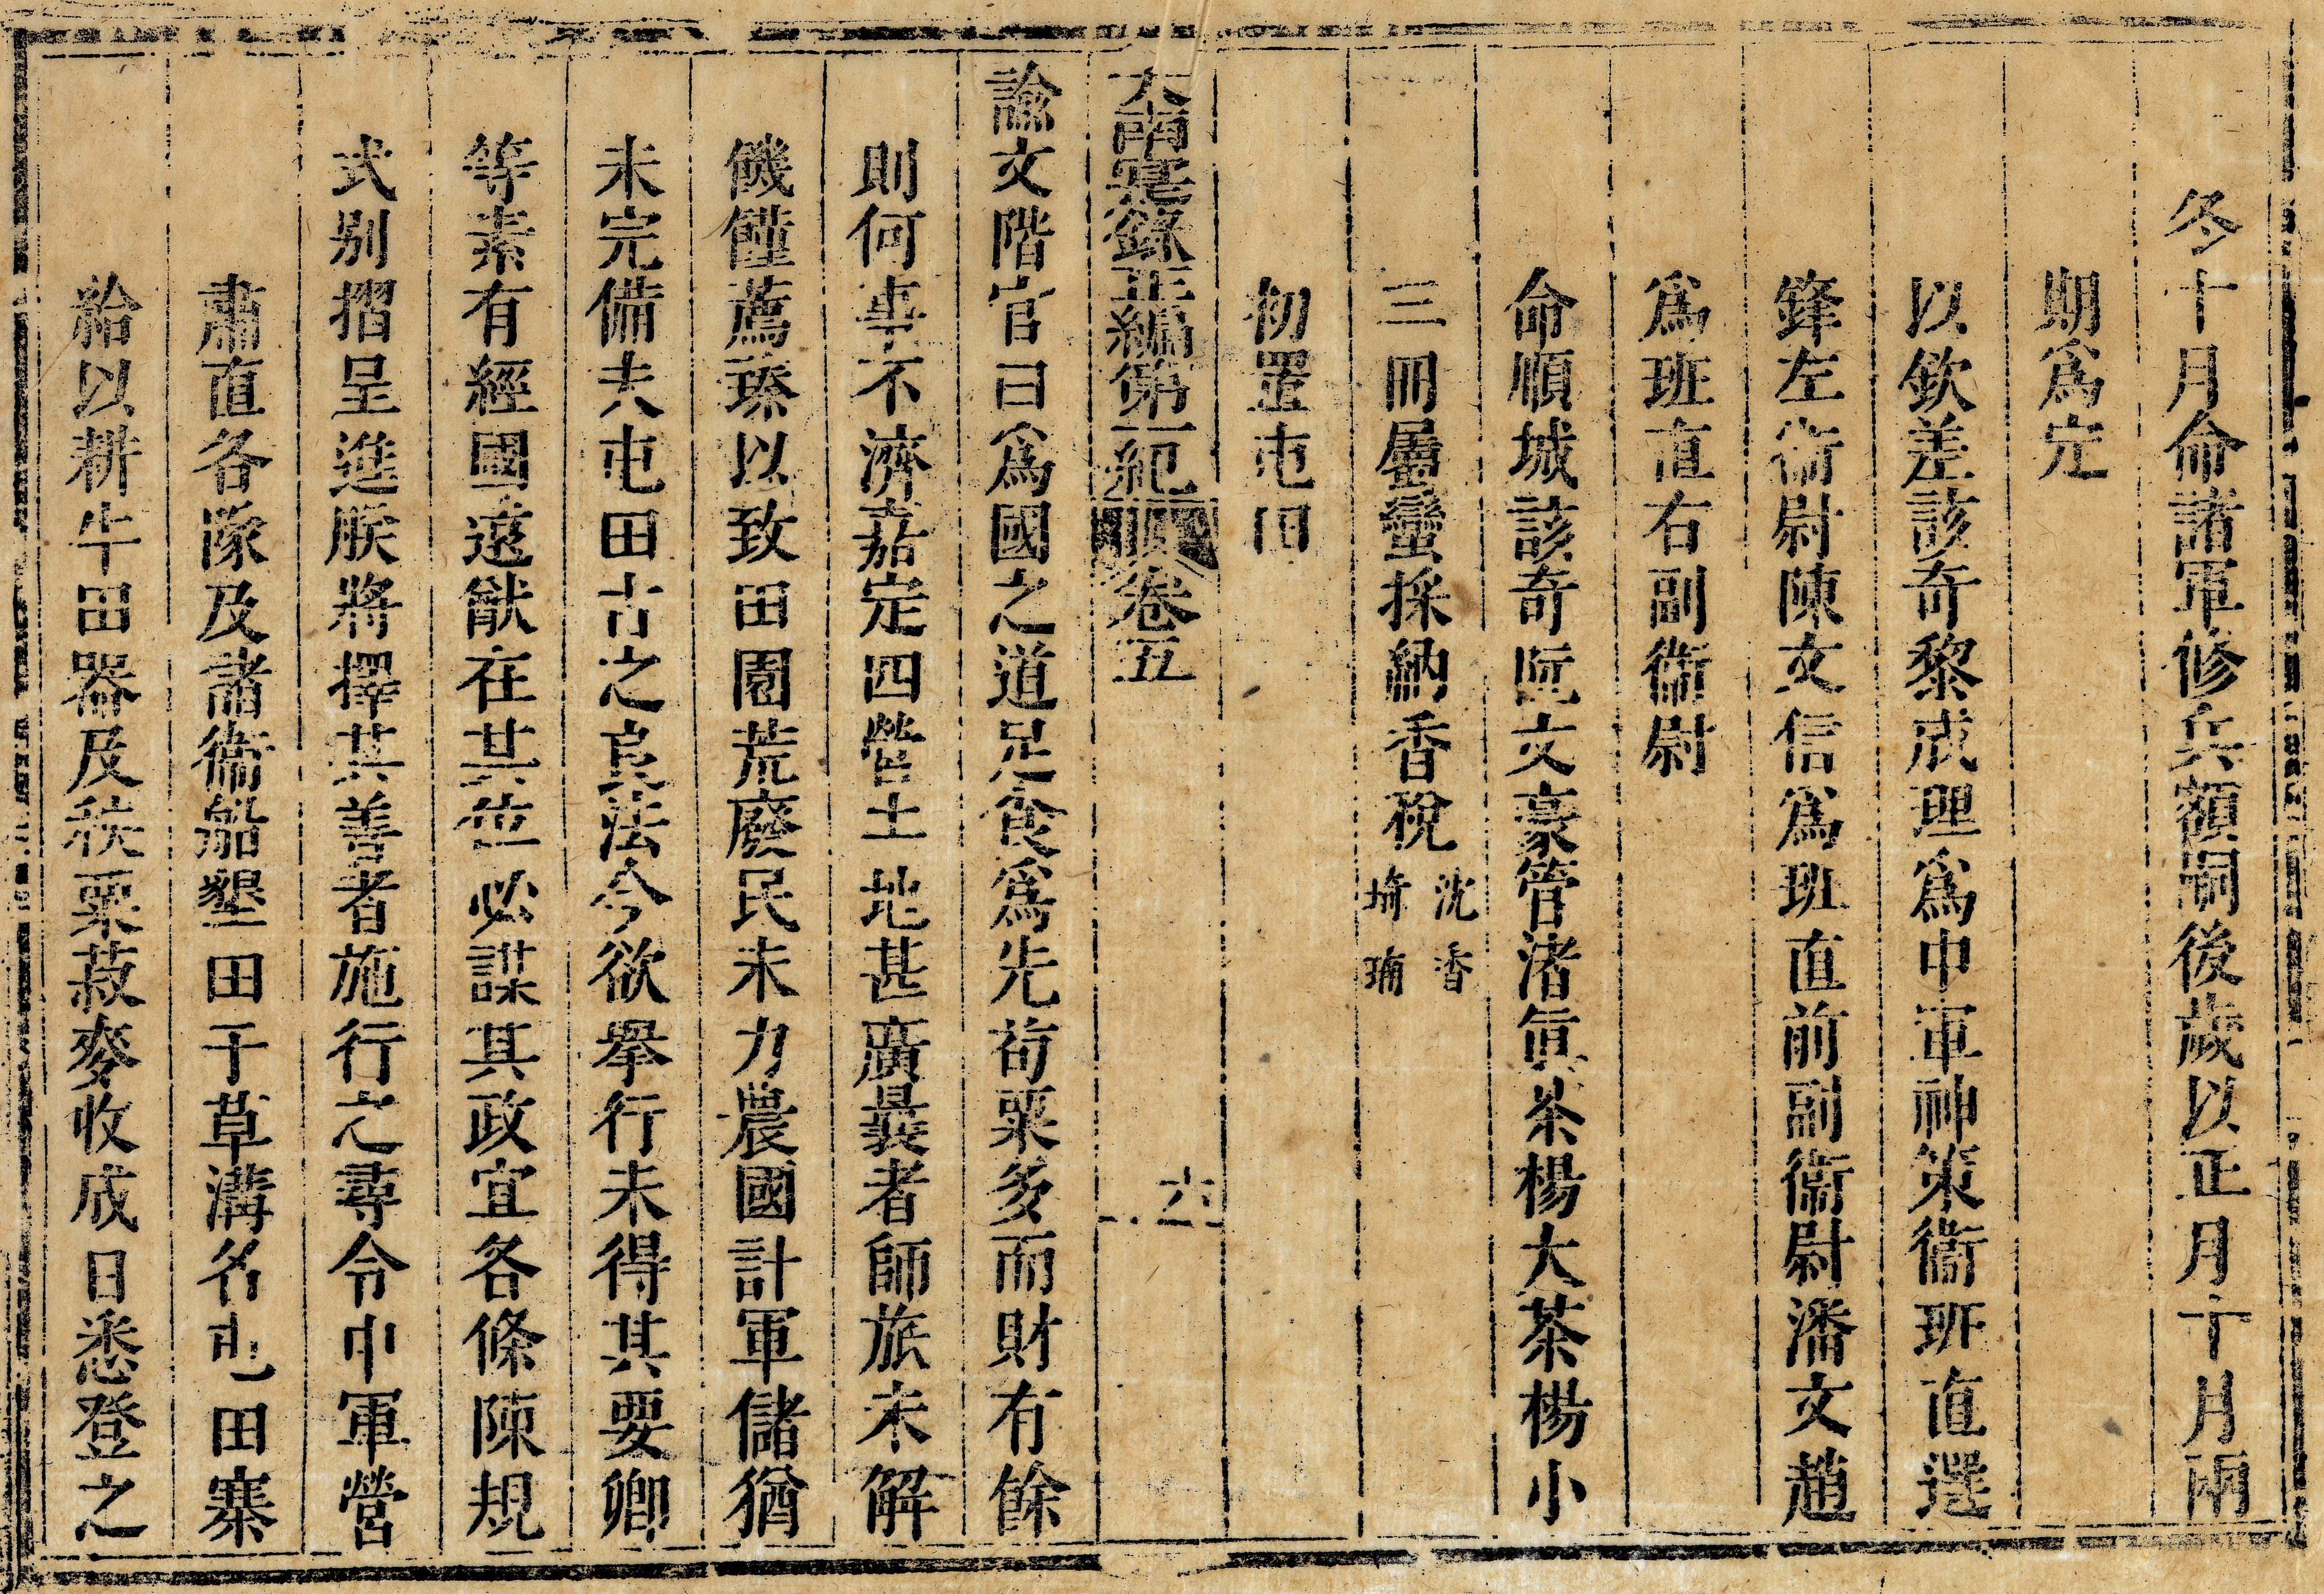 冬十月命諸軍修兵額嗣後歲以正月十月兩
期爲定
以欽差該奇黎成理爲中軍神策衛班直選
鋒左衛尉陳文信爲班直前副衛尉潘文趙
爲班直右副衛尉
命順城該奇阮文豪管渚眞茶楊大茶楊小
三冊屬蠻採納香稅沈香琦㻚
初置屯田
大南寔錄正編第一紀 卷五 六
諭文階官曰爲國之道足食爲先苟粟多而財有餘
則何事不濟嘉定四營土地甚廣曩者師旅未解
饑饉薦臻以致田園荒廢民未力農國計軍儲猶
未完備夫屯田古之良法今欲舉行未得其要卿
等素有經國遠猷在其位必謀其政宜各條陳規
式別摺呈進朕將擇其善者施行之尋令中軍營
肅直各隊及諸衛船墾田于草溝名屯田寨
給以耕牛田器及秧粟菽麥收成日悉登之